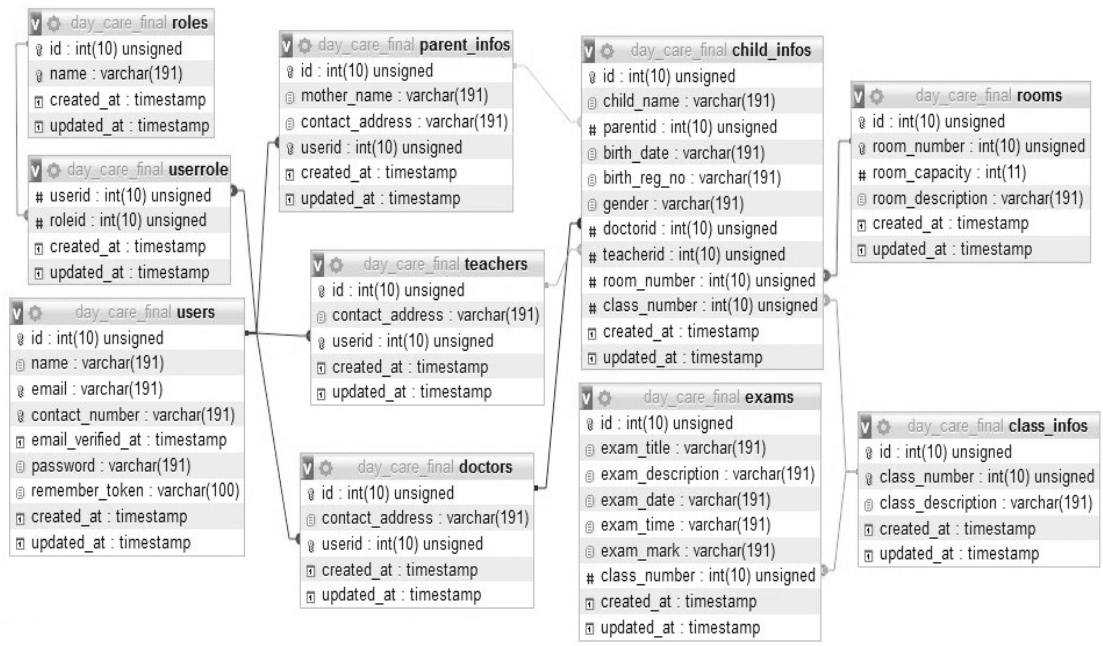 day_care_final roles
id : int(10) unsigned
name : varchar(191)
created_at : timestamp
updated_at : timestamp
day_care_final userrole
userid : int(10) unsigned
roleid : int(10) unsigned
created_at : timestamp
updated_at : timestamp
day_care_final users
id : int(10) unsigned
name : varchar(191)
email : varchar(191)
contact_number : varchar(191)
email_verified_at : timestamp
password : varchar(191)
remember_token : varchar(100)
created_at : timestamp
updated_at : timestamp
day_care_final parent_infos
id : int(10) unsigned
mother_name : varchar(191)
contact_address : varchar(191)
userid : int(10) unsigned
created_at : timestamp
updated_at : timestamp
day_care_final teachers
id : int(10) unsigned
contact_address : varchar(191)
userid : int(10) unsigned
created_at : timestamp
updated_at : timestamp
day_care_final doctors
id : int(10) unsigned
contact_address : varchar(191)
userid : int(10) unsigned
created_at : timestamp
updated_at : timestamp
day_care_final child_infos
id : int(10) unsigned
child_name : varchar(191)
parentid : int(10) unsigned
birth_date : varchar(191)
birth_reg_no : varchar(191)
gender : varchar(191)
doctorid : int(10) unsigned
teacherid : int(10) unsigned
room_number : int(10) unsigned
class_number : int(10) unsigned
created_at : timestamp
updated_at : timestamp
day_care_final exams
id : int(10) unsigned
exam_title : varchar(191)
exam_description : varchar(191)
exam_date : varchar(191)
exam_time : varchar(191)
exam_mark : varchar(191)
class_number : int(10) unsigned
created_at : timestamp
updated_at : timestamp
day_care_final rooms
id : int(10) unsigned
room_number : int(10) unsigned
room_capacity : int(11)
room_description : varchar(191)
created_at : timestamp
updated_at : timestamp
day_care_final class_infos
id : int(10) unsigned
class_number : int(10) unsigned
class_description : varchar(191)
created_at : timestamp
updated_at : timestamp